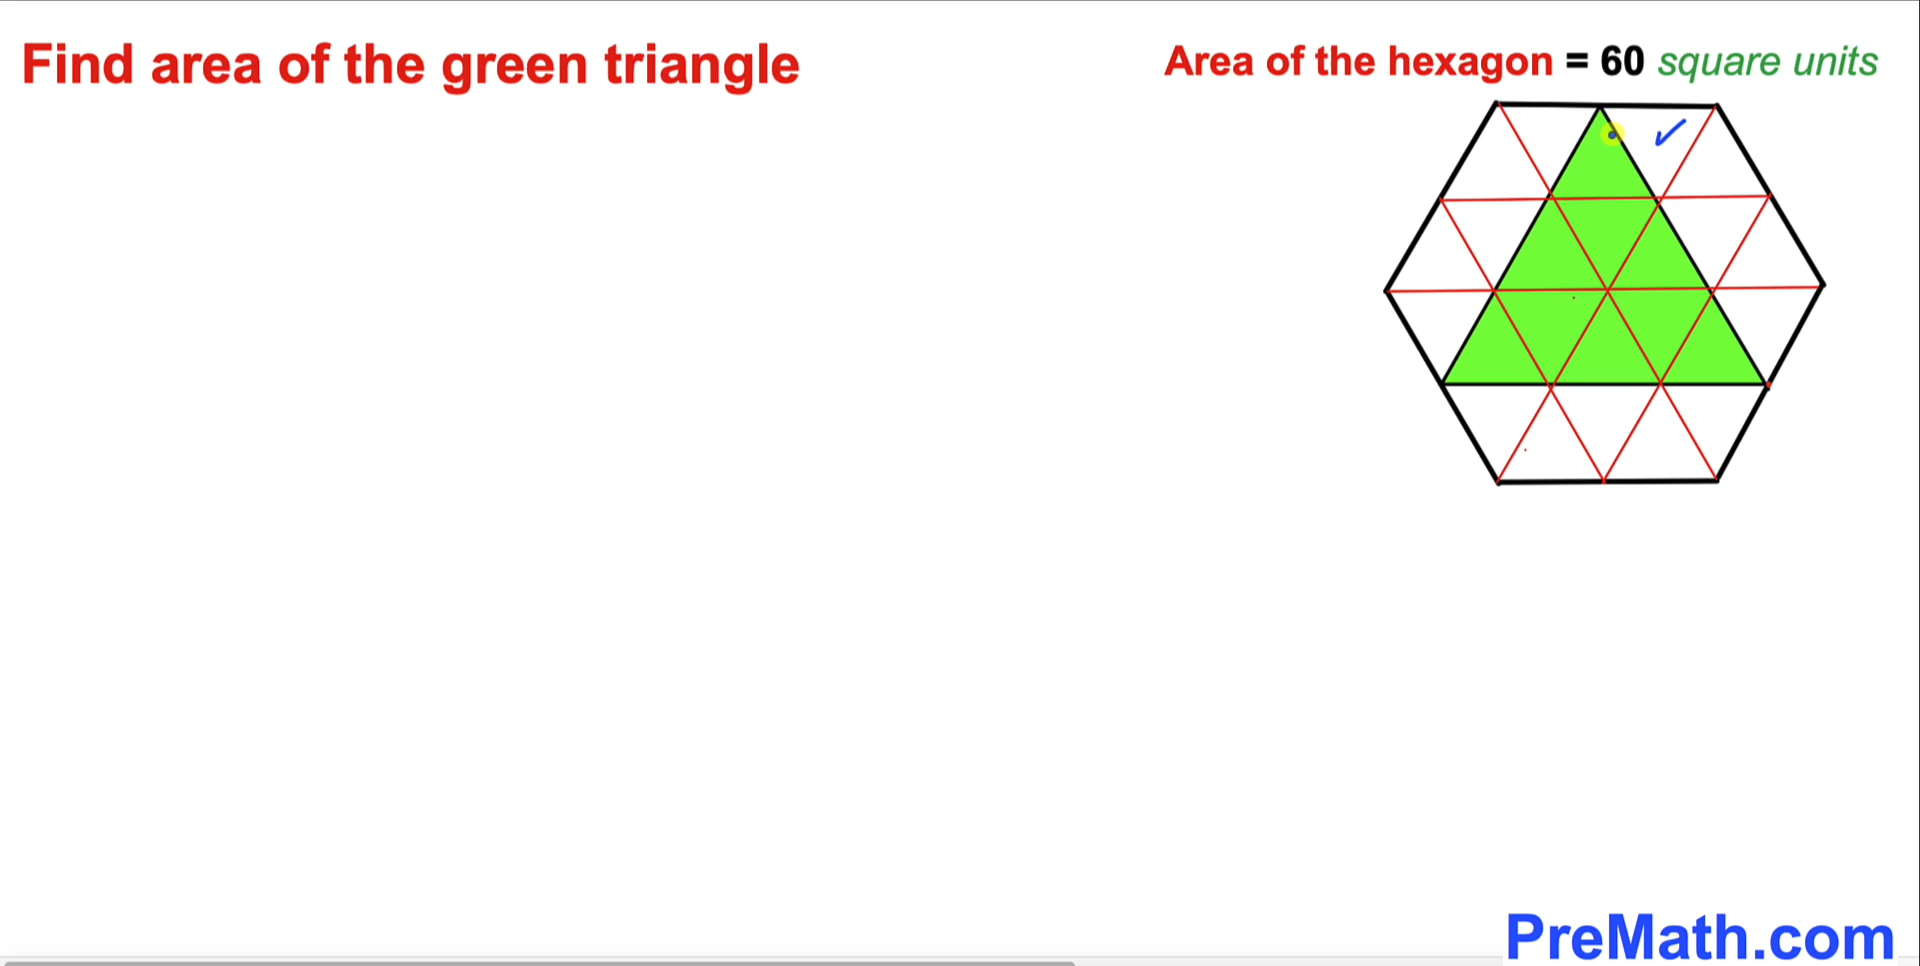 Find area of the green triangle
Area of the hexagon = 60 square units
PreMath.com